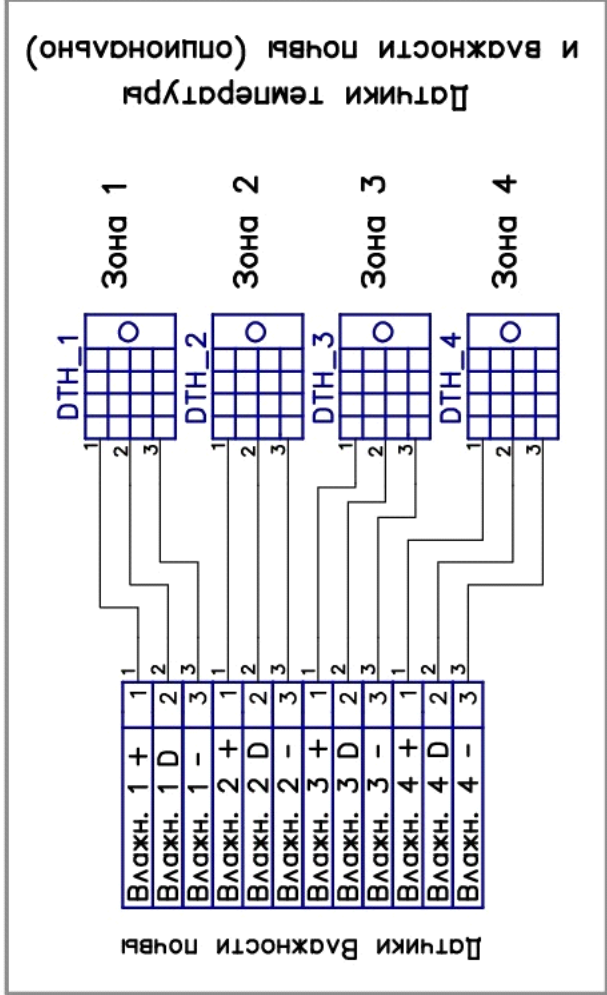 Датчики температуры
и влажности почвы (опционально)
Зона 1
Зона 2
Зона 3
Зона 4
DTH_1
DTH_2
DTH_3
DTH_4
1 2 3
1 2 3
1 2 3
1 2 3
1 2 3 1 2 3 1 2 3 1 2 3
Влажн. 1 + 1
Влажн. 1 D 2
Влажн. 1 - 3
Влажн. 2 + 1
Влажн. 2 D 2
Влажн. 2 - 3
Влажн. 3 + 1
Влажн. 3 D 2
Влажн. 3 - 3
Влажн. 4 + 1
Влажн. 4 D 2
Влажн. 4 - 3
Датчики Влажности почвы